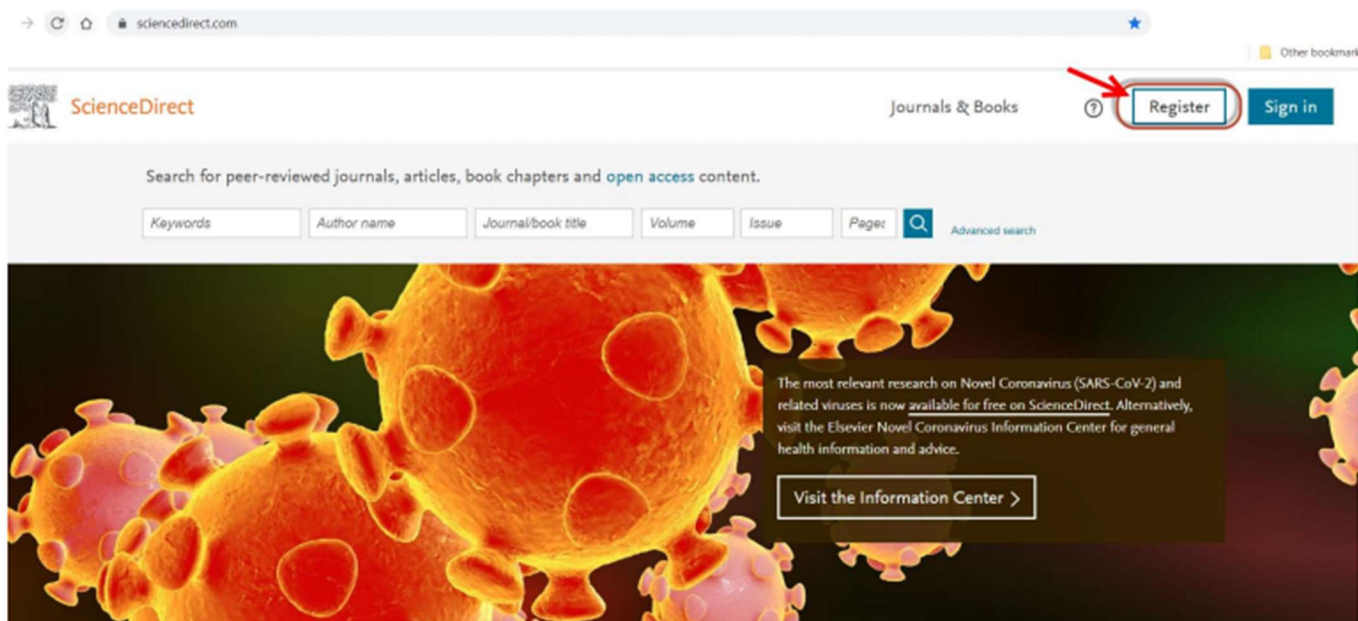 sciencedirect.com
Other bookmark
ScienceDirect
Journals & Books
?
Register
Sign in
Search for peer-reviewed journals, articles, book chapters and open access content.
Keywords
Author name
Journal/book title
Volume
Issue
Pages
Advanced search
The most relevant research on Novel Coronavirus (SARS-CoV-2) and
related viruses is now available for free on ScienceDirect. Alternatively,
visit the Elsevier Novel Coronavirus Information Center for general
health information and advice.
Visit the Information Center >